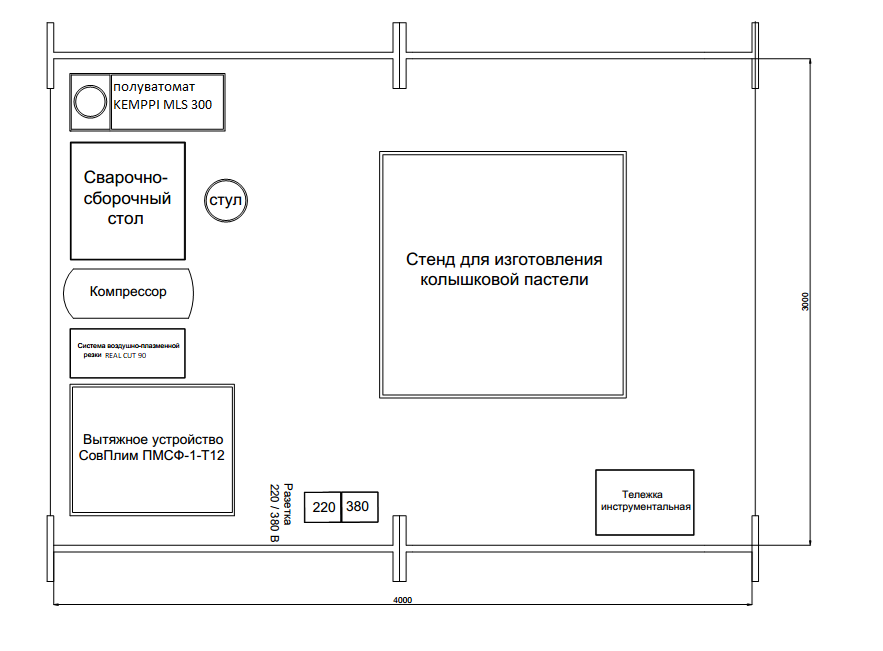 полуватомат
KEMPPI MLS 300
Сварочно-
сборочный
стол
стул
Стенд для изготовления
колышковой пастели
Компрессор
3000
Система воздушно-плазменной
резки REAL CUT 90
Вытяжное устройство
СовПлим ПМСФ-1-Т12
Разетка
220 / 380 В
220
380
Тележка
инструментальная
4000